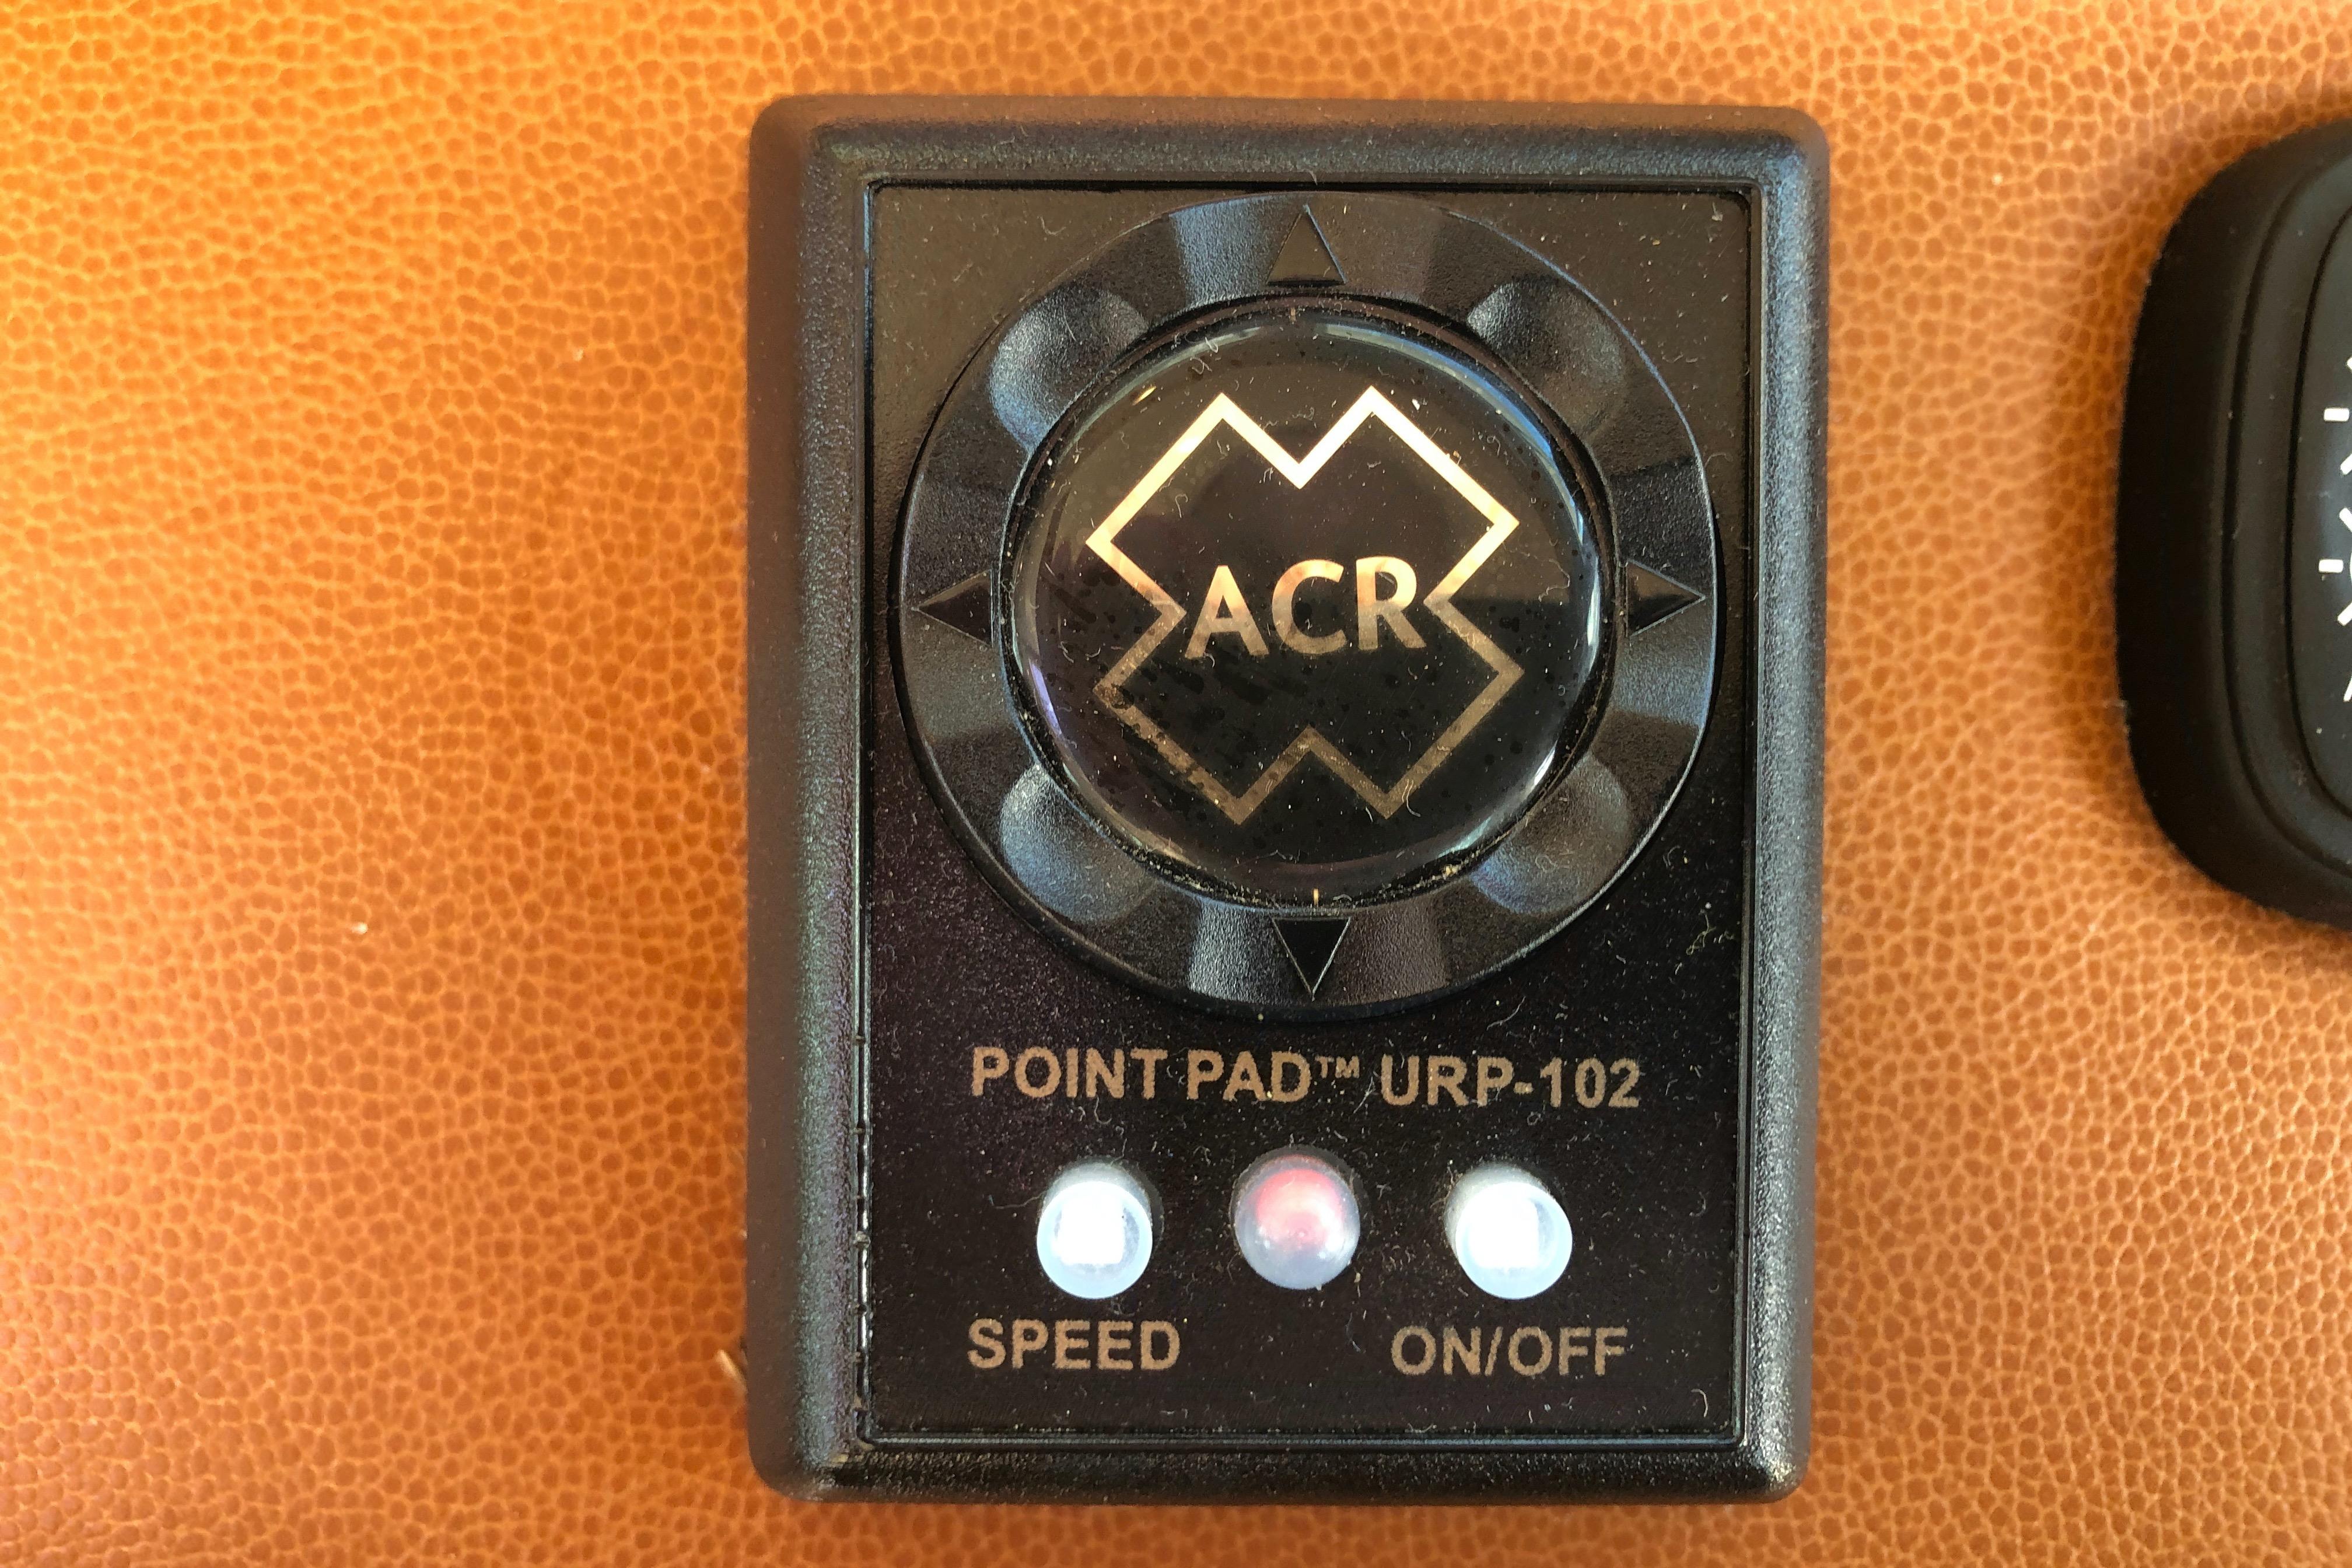 ACR
POINT PAD™ URP-102
SPEED
ON/OFF